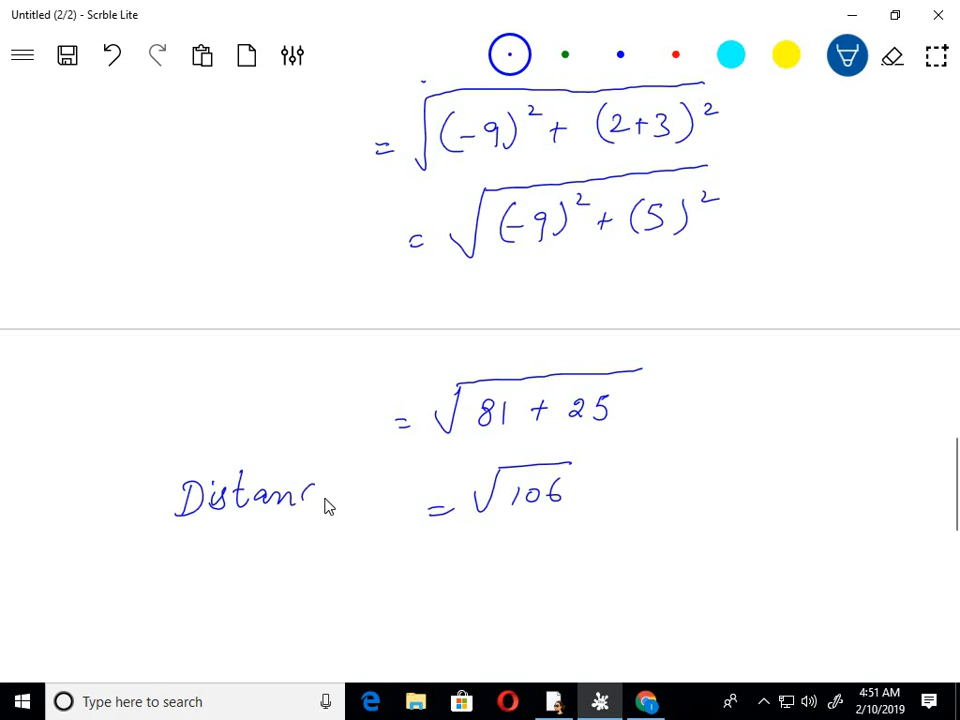 Untitled (2/2) - Scrble Lite
= √(-9)² + (2+3)²
= √(-9)² + (5)²
= √81 + 25
Distanc = √106
Type here to search
4:51 AM
2/10/2019